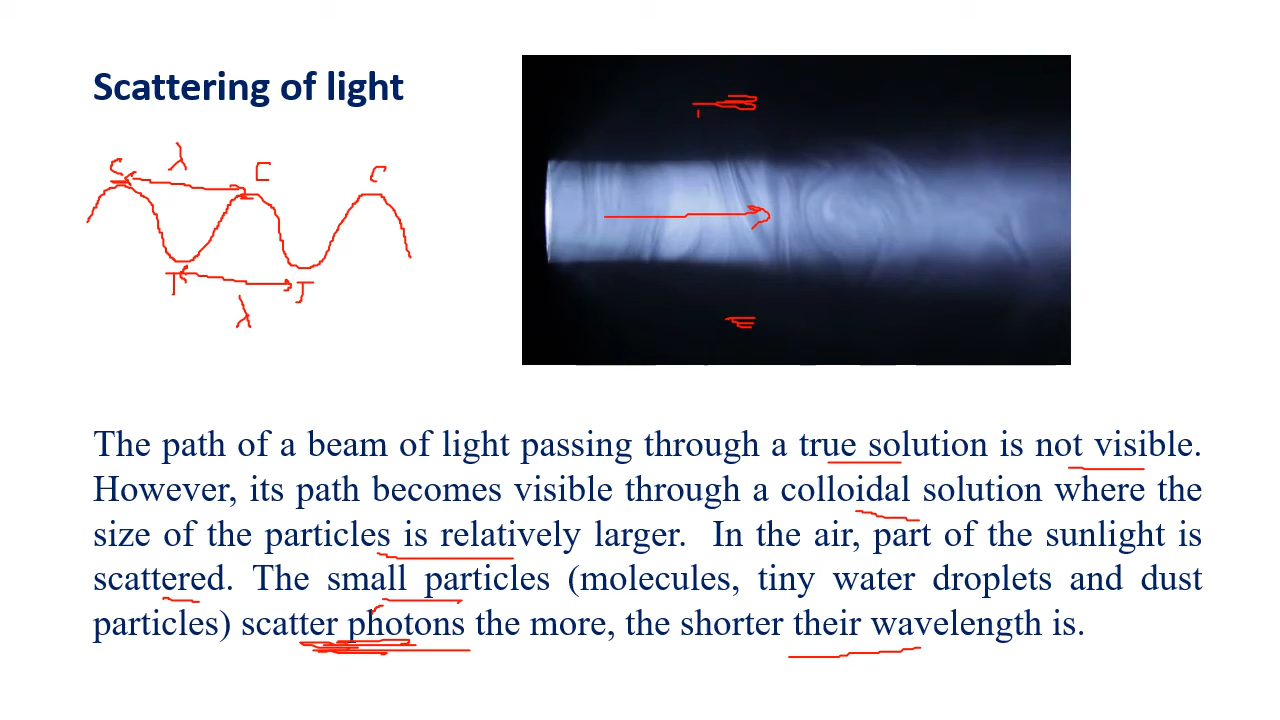 Scattering of light
λ
C C C
T T
λ
The path of a beam of light passing through a true solution is not visible.
However, its path becomes visible through a colloidal solution where the
size of the particles is relatively larger. In the air, part of the sunlight is
scattered. The small particles (molecules, tiny water droplets and dust
particles) scatter photons the more, the shorter their wavelength is.